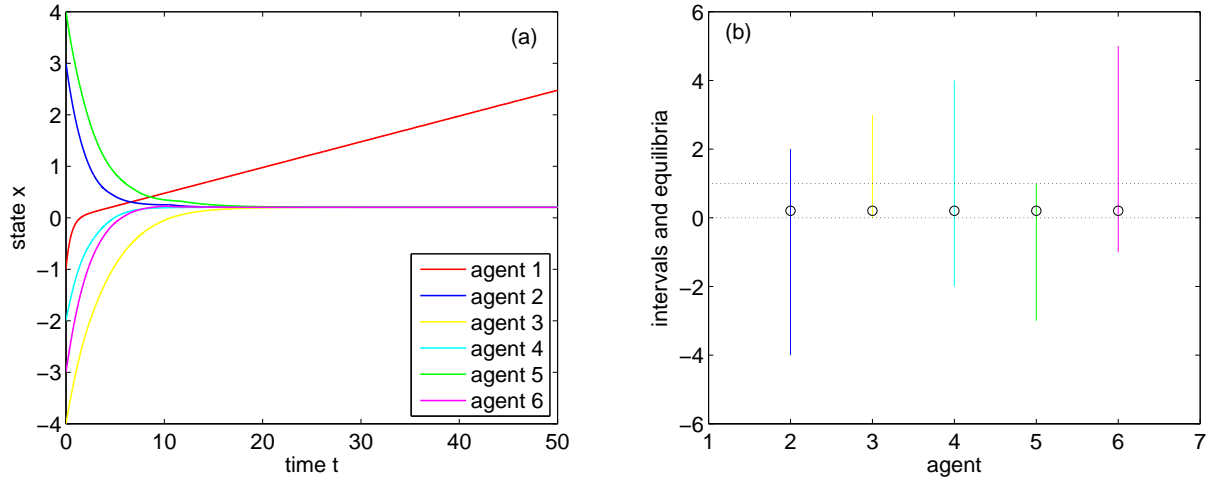 (a)
state x
4
3
2
1
0
−1
−2
−3
−4
0
10
20
30
40
50
time t
agent 1
agent 2
agent 3
agent 4
agent 5
agent 6
(b)
intervals and equilibria
6
4
2
0
−2
−4
−6
1
2
3
4
5
6
7
agent